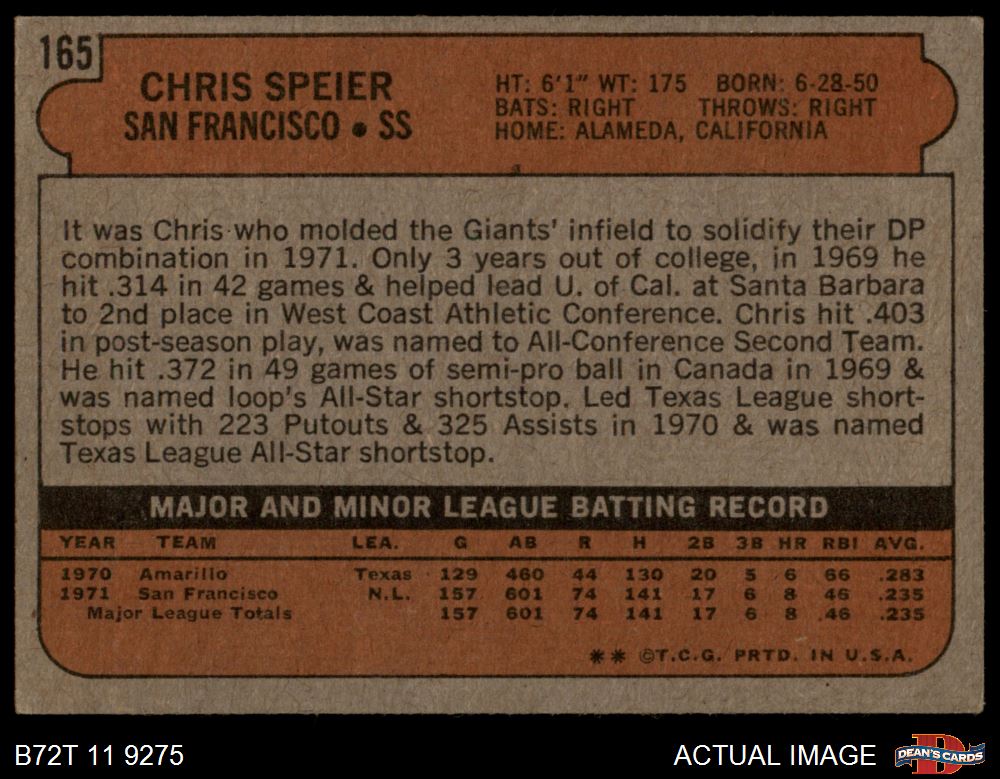 165
CHRIS SPEIER
SAN FRANCISCO • SS
HT: 6'1" WT: 175 BORN: 6-28-50
BATS: RIGHT THROWS: RIGHT
HOME: ALAMEDA, CALIFORNIA
It was Chris who molded the Giants' infield to solidify their DP
combination in 1971. Only 3 years out of college, in 1969 he
hit .314 in 42 games & helped lead U. of Cal. at Santa Barbara
to 2nd place in West Coast Athletic Conference. Chris hit .403
in post-season play, was named to All-Conference Second Team.
He hit .372 in 49 games of semi-pro ball in Canada in 1969 &
was named loop's All-Star shortstop. Led Texas League short-
stops with 223 Putouts & 325 Assists in 1970 & was named
Texas League All-Star shortstop.
MAJOR AND MINOR LEAGUE BATTING RECORD
YEAR TEAM LEA. G AB R H 2B 3B HR RBI AVG.
1970 Amarillo Texas 129 460 44 130 20 5 6 66 .283
1971 San Francisco N.L. 157 601 74 141 17 6 8 46 .235
Major League Totals 157 601 74 141 17 6 8 46 .235
** ©T.C.G. PRTD. IN U.S.A.
B72T 11 9275
ACTUAL IMAGE
DEAN'S CARDS